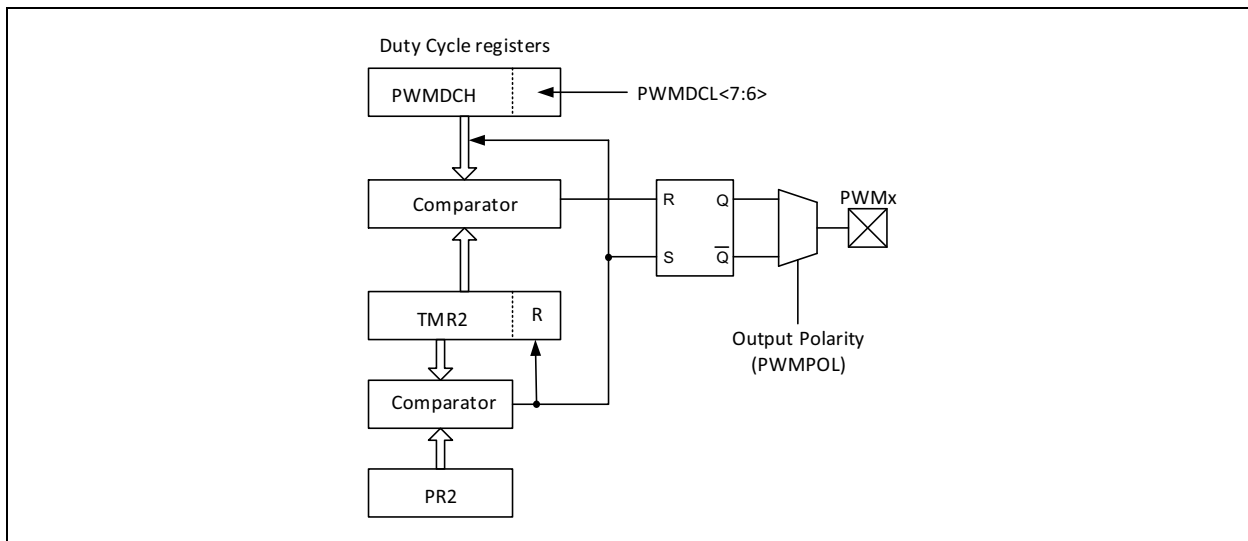 Duty Cycle registers
PWMDCH
PWMDCL<7:6>
Comparator
R
Q
PWMx
S
Q̅
TMR2
R
Output Polarity
(PWMPOL)
Comparator
PR2